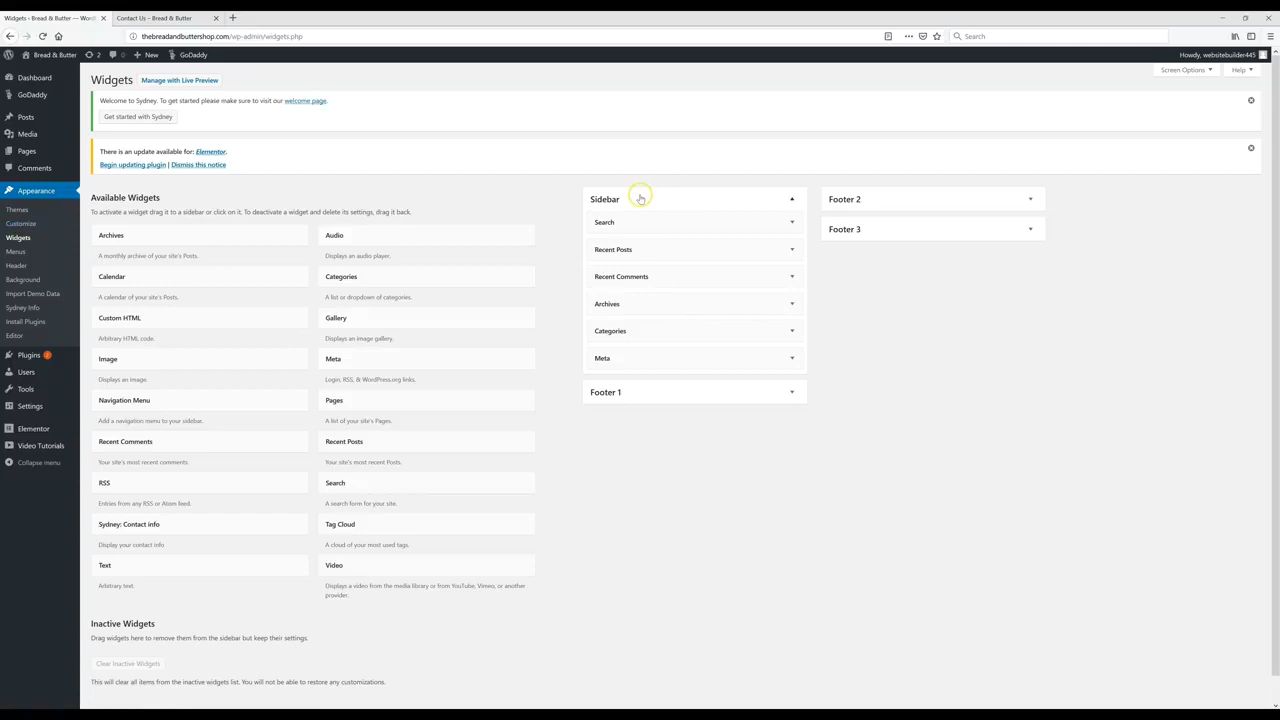 Widgets ‹ Bread & Butter — Word
Contact Us – Bread & Butter
thebreadandbuttershop.com/wp-admin/widgets.php
Search
Bread & Butter
2
0
New
GoDaddy
Howdy, websitebuilder445
Screen Options
Help
Dashboard
GoDaddy
Posts
Media
Pages
Comments
Appearance
Themes
Customize
Widgets
Menus
Header
Background
Import Demo Data
Sydney Info
Install Plugins
Editor
Plugins 2
Users
Tools
Settings
Elementor
Video Tutorials
Collapse menu
Widgets
Manage with Live Preview
Welcome to Sydney. To get started please make sure to visit our welcome page.
Get started with Sydney
There is an update available for: Elementor.
Begin updating plugin | Dismiss this notice
Available Widgets
To activate a widget drag it to a sidebar or click on it. To deactivate a widget and delete its settings, drag it back.
Archives
A monthly archive of your site's Posts.
Audio
Displays an audio player.
Calendar
A calendar of your site's Posts.
Categories
A list or dropdown of categories.
Custom HTML
Arbitrary HTML code.
Gallery
Displays an image gallery.
Image
Displays an image.
Meta
Login, RSS, & WordPress.org links.
Navigation Menu
Add a navigation menu to your sidebar.
Pages
A list of your site's Pages.
Recent Comments
Your site's most recent comments.
Recent Posts
Your site's most recent Posts.
RSS
Entries from any RSS or Atom feed.
Search
A search form for your site.
Sydney: Contact info
Display your contact info
Tag Cloud
A cloud of your most used tags.
Text
Arbitrary text.
Video
Displays a video from the media library or from YouTube, Vimeo, or another
provider.
Inactive Widgets
Drag widgets here to remove them from the sidebar but keep their settings.
Clear Inactive Widgets
This will clear all items from the inactive widgets list. You will not be able to restore any customizations.
Sidebar
Search
Recent Posts
Recent Comments
Archives
Categories
Meta
Footer 1
Footer 2
Footer 3